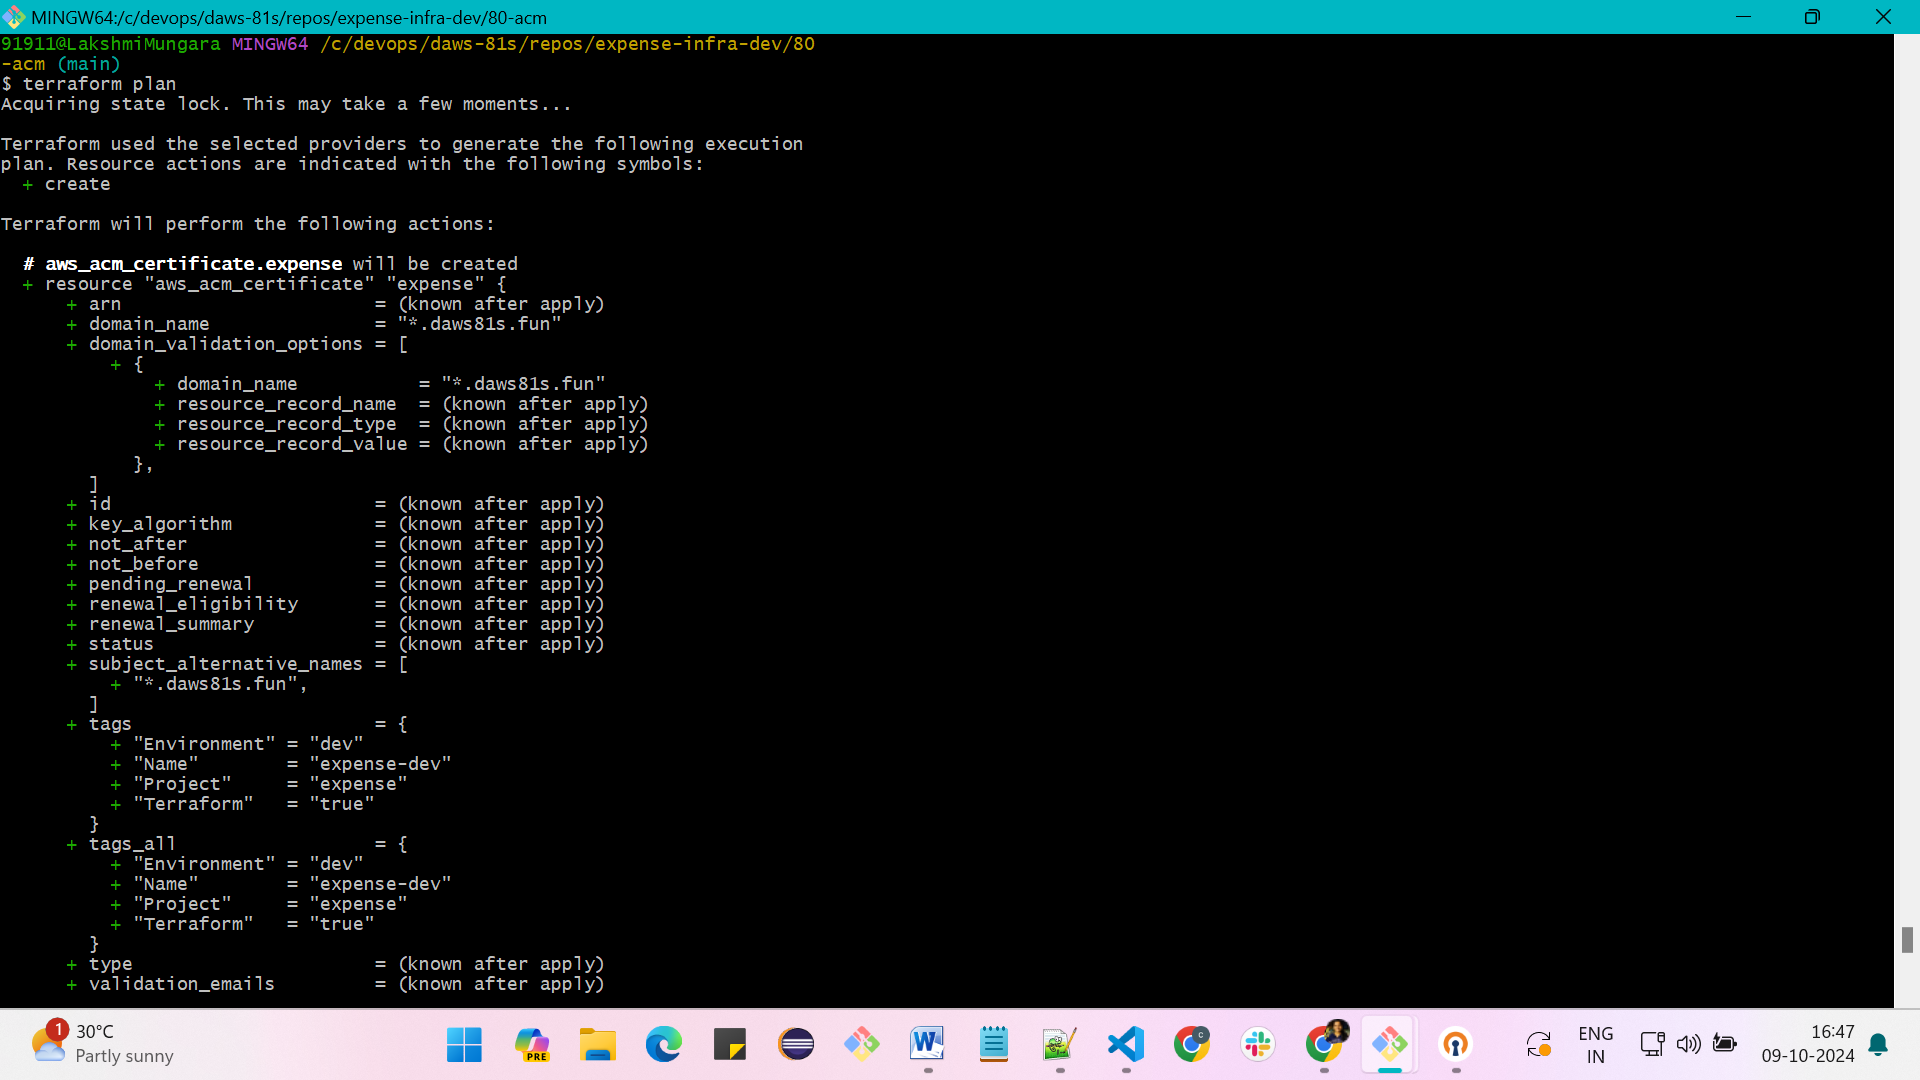 MINGW64:/c/devops/daws-81s/repos/expense-infra-dev/80-acm
91911@LakshmiMungara MINGW64 /c/devops/daws-81s/repos/expense-infra-dev/80
-acm (main)
$ terraform plan
Acquiring state lock. This may take a few moments...

Terraform used the selected providers to generate the following execution
plan. Resource actions are indicated with the following symbols:
  + create

Terraform will perform the following actions:

  # aws_acm_certificate.expense will be created
  + resource "aws_acm_certificate" "expense" {
      + arn                       = (known after apply)
      + domain_name               = "*.daws81s.fun"
      + domain_validation_options = [
          + {
              + domain_name           = "*.daws81s.fun"
              + resource_record_name  = (known after apply)
              + resource_record_type  = (known after apply)
              + resource_record_value = (known after apply)
            },
        ]
      + id                        = (known after apply)
      + key_algorithm             = (known after apply)
      + not_after                 = (known after apply)
      + not_before                = (known after apply)
      + pending_renewal           = (known after apply)
      + renewal_eligibility       = (known after apply)
      + renewal_summary           = (known after apply)
      + status                    = (known after apply)
      + subject_alternative_names = [
          + "*.daws81s.fun",
        ]
      + tags                      = {
          + "Environment" = "dev"
          + "Name"        = "expense-dev"
          + "Project"     = "expense"
          + "Terraform"   = "true"
        }
      + tags_all                  = {
          + "Environment" = "dev"
          + "Name"        = "expense-dev"
          + "Project"     = "expense"
          + "Terraform"   = "true"
        }
      + type                      = (known after apply)
      + validation_emails         = (known after apply)
1
30°C
Partly sunny
PRE
W
C
ENG
IN
16:47
09-10-2024